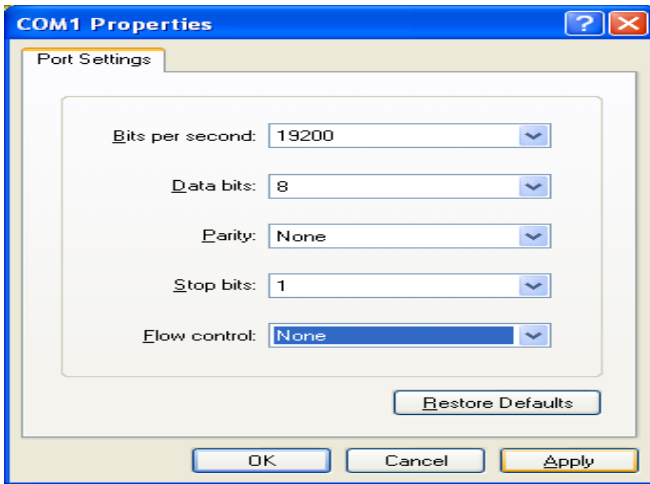 COM1 Properties
Port Settings
Bits per second: 19200
Data bits: 8
Parity: None
Stop bits: 1
Flow control: None
Restore Defaults
OK Cancel Apply